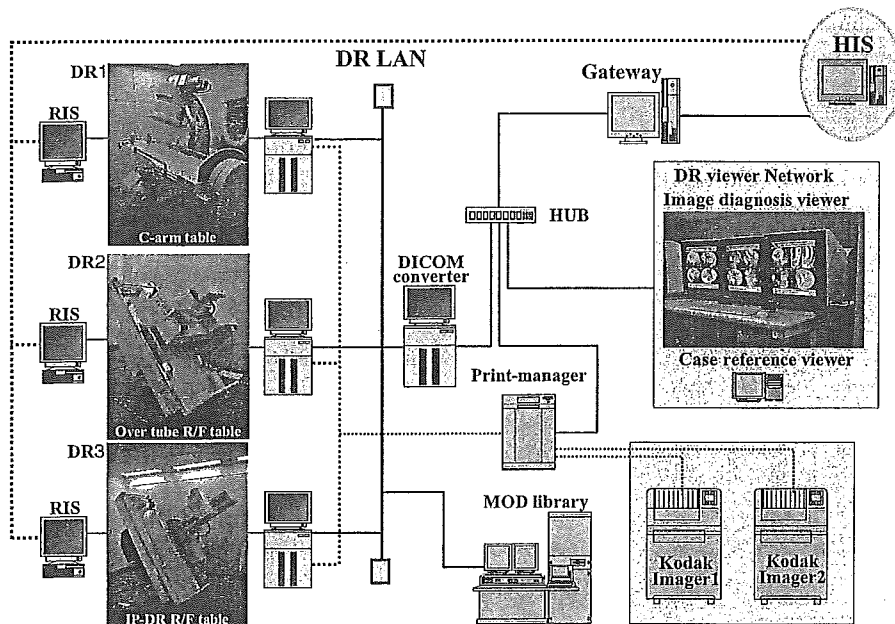 DR LAN
HIS
DR1
Gateway
RIS
C-arm table
DR viewer Network
Image diagnosis viewer
HUB
DR2
DICOM
converter
RIS
Case reference viewer
Print-manager
Over tube R/F table
DR3
RIS
MOD library
Kodak
Imager1
Kodak
Imager2
IP-DR R/F table